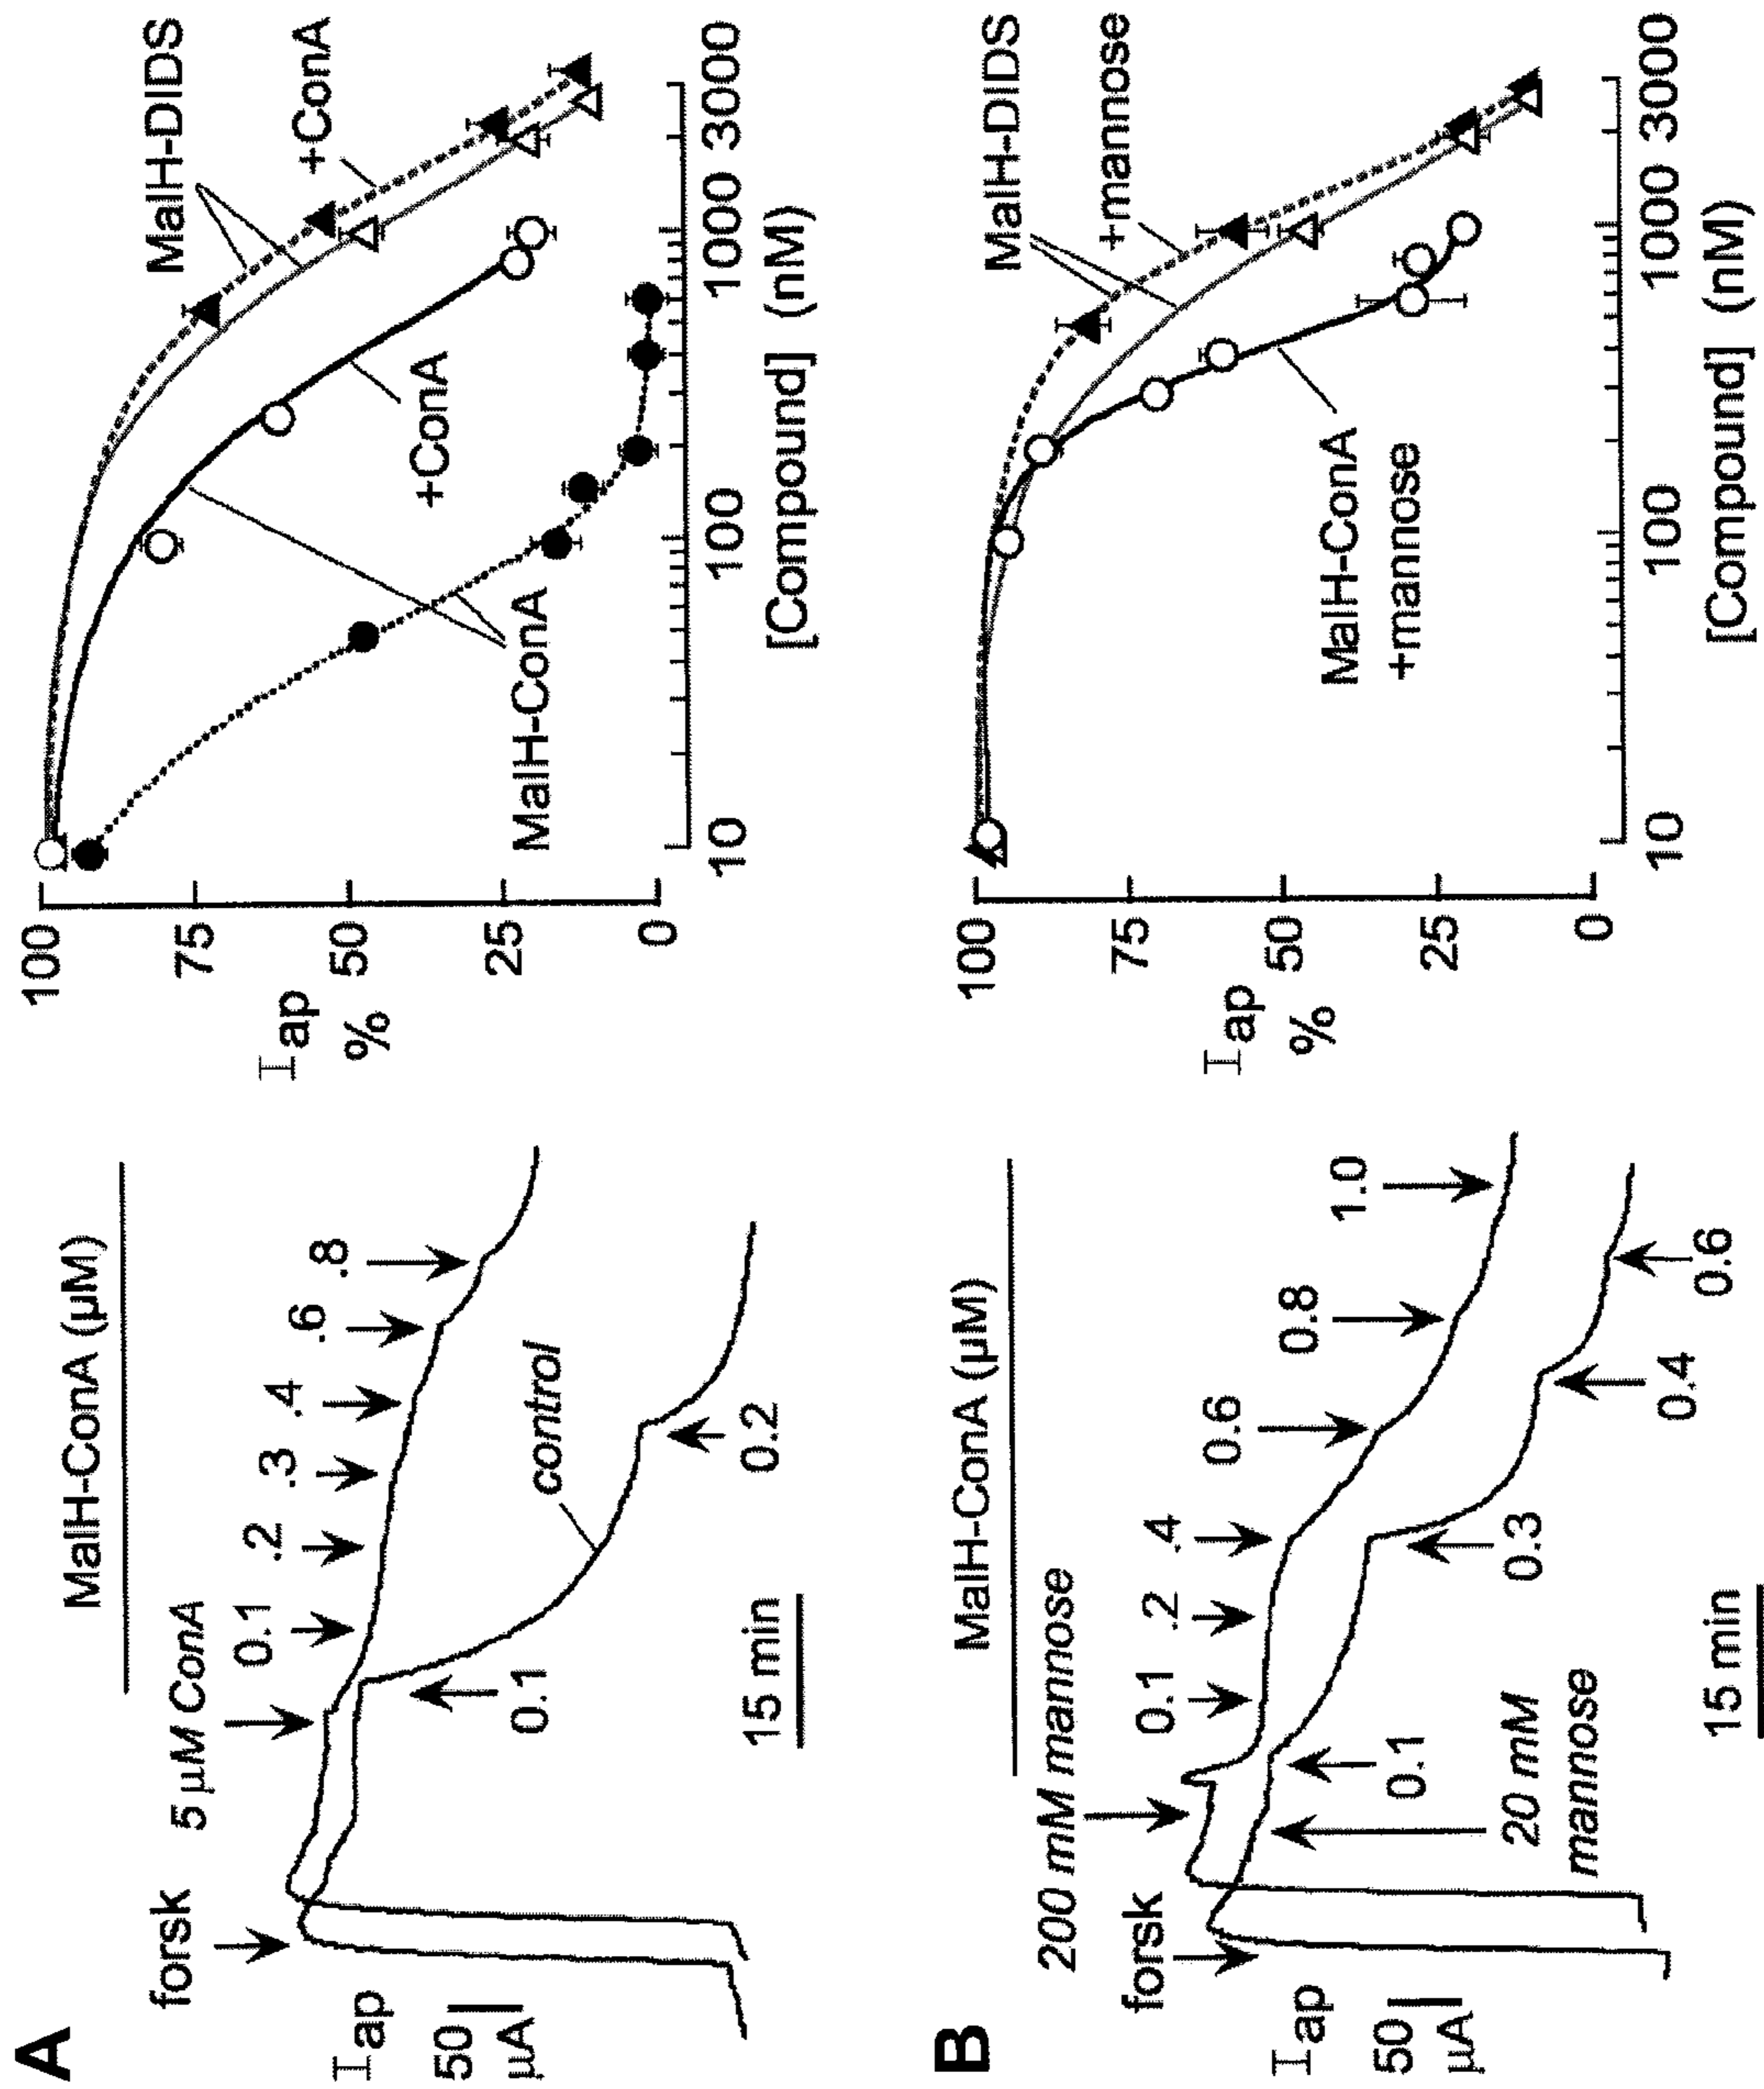 A
MalH-ConA (µM)
forsk
5 µM ConA
0.1
.2
.3
.4
.6
.8
Iap
50
µA
control
0.1
0.2
15 min
100
75
50
25
0
Iap
%
MalH-DIDS
+ConA
+ConA
MalH-ConA
10
100
1000
3000
[Compound] (nM)
B
MalH-ConA (µM)
200 mM mannose
forsk
0.1
.2
.4
0.6
0.8
1.0
Iap
50
µA
0.1
0.3
0.4
0.6
20 mM
mannose
15 min
100
75
50
25
0
Iap
%
MalH-DIDS
+mannose
MalH-ConA
+mannose
10
100
1000
3000
[Compound] (nM)